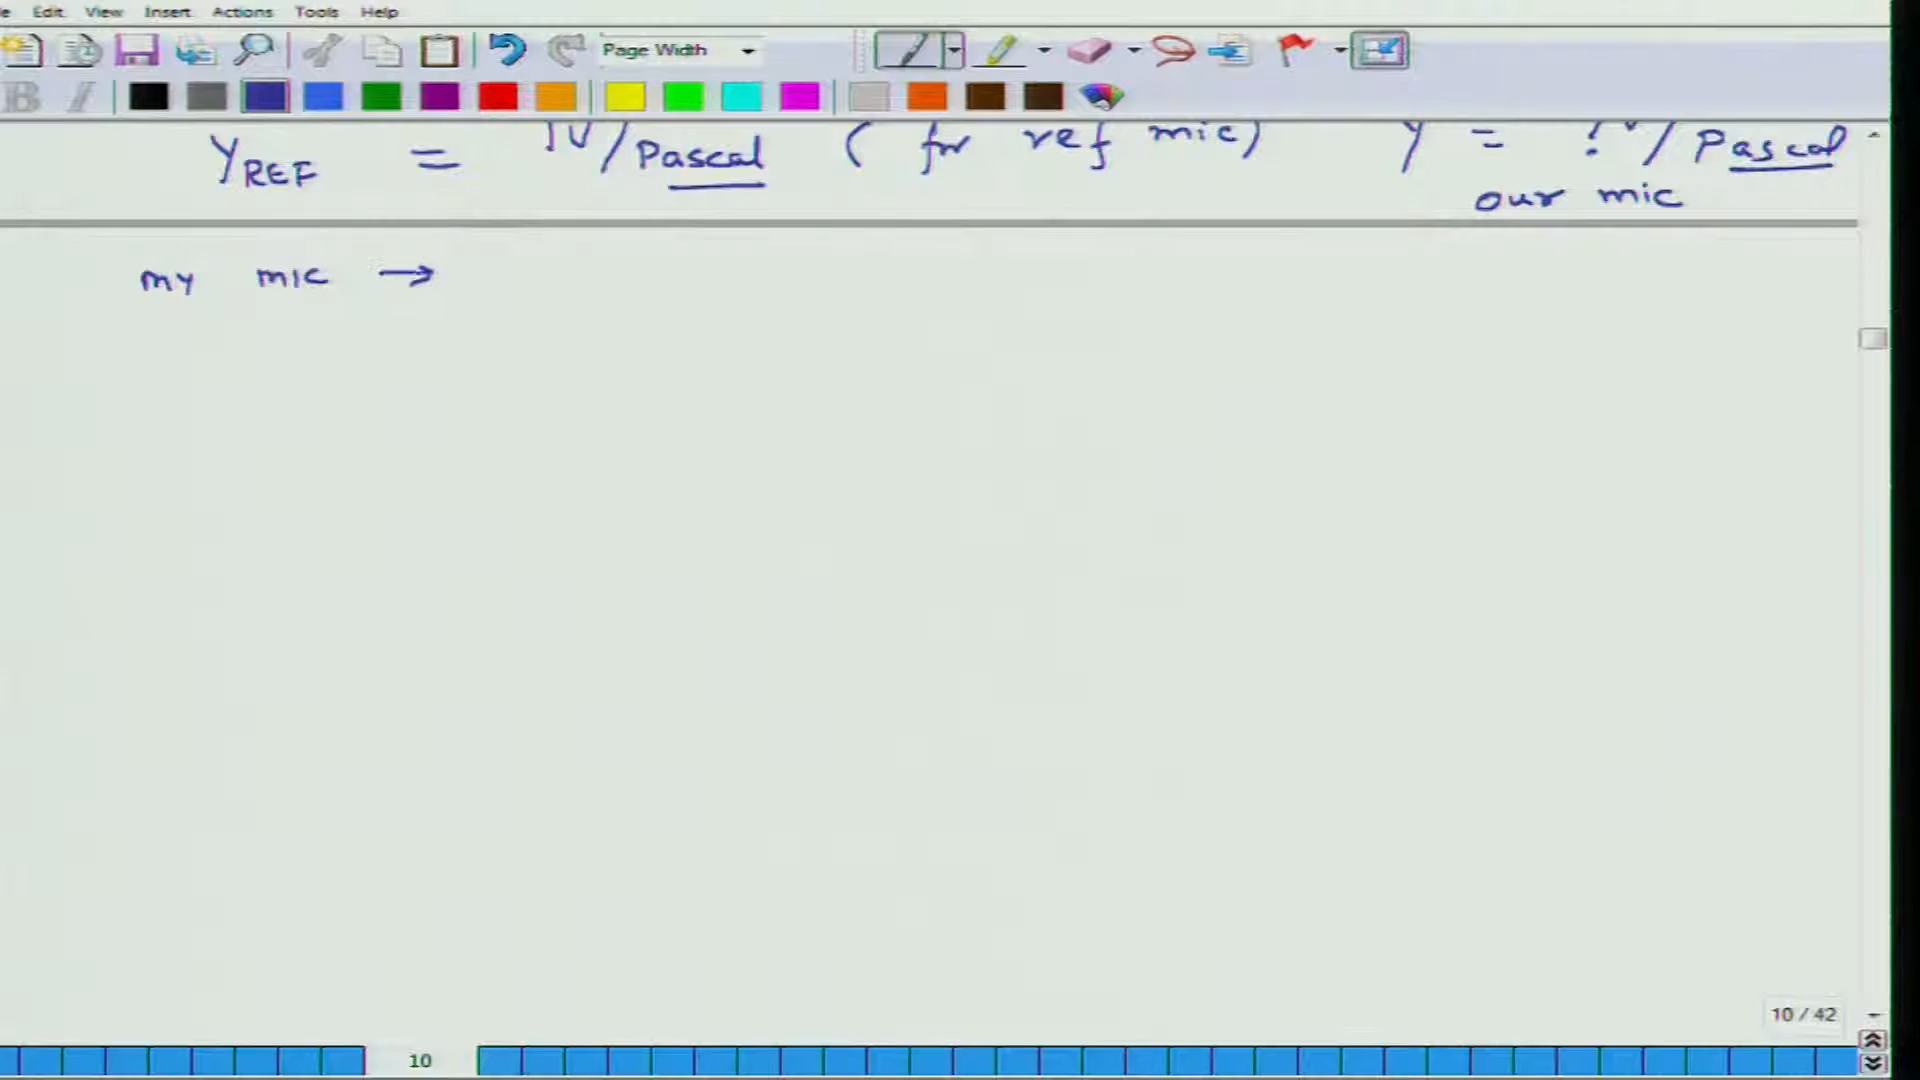 Edit View Insert Actions Tools Help
Page Width
B I
YREF = 1V/Pascal ( for ref mic) Y = ?V/Pascal
our mic
my mic →
10 / 42
10